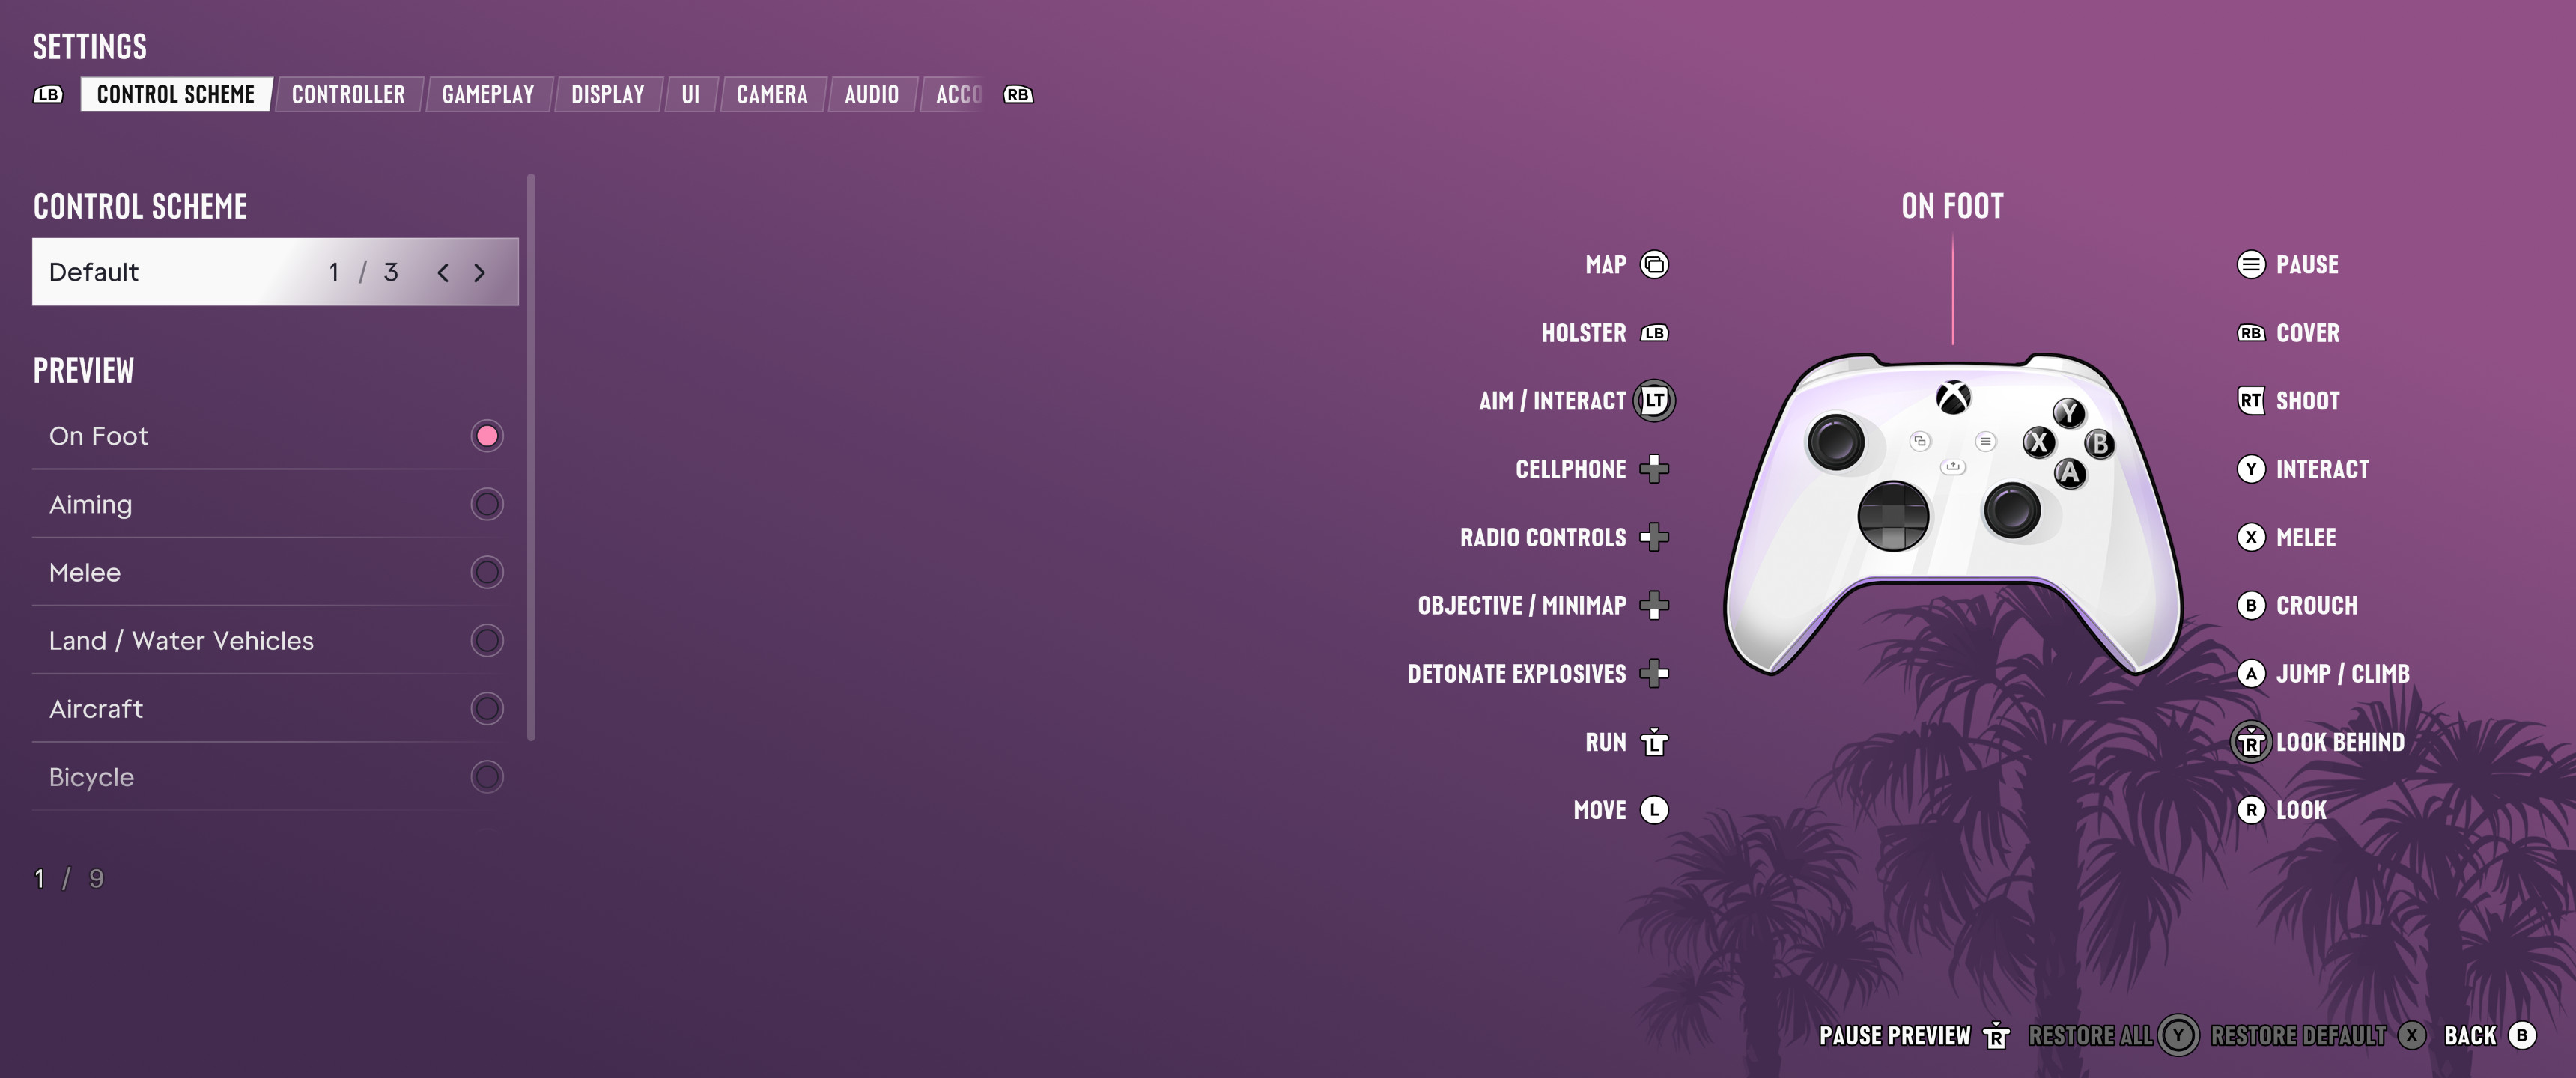 SETTINGS
LB CONTROL SCHEME CONTROLLER GAMEPLAY DISPLAY UI CAMERA AUDIO ACCO RB
CONTROL SCHEME
Default 1 / 3
PREVIEW
On Foot
Aiming
Melee
Land / Water Vehicles
Aircraft
Bicycle
1 / 9
ON FOOT
MAP
HOLSTER LB
AIM / INTERACT LT
CELLPHONE
RADIO CONTROLS
OBJECTIVE / MINIMAP
DETONATE EXPLOSIVES
RUN L
MOVE L
Y
X B
A
PAUSE
RB COVER
RT SHOOT
Y INTERACT
X MELEE
B CROUCH
A JUMP / CLIMB
R LOOK BEHIND
R LOOK
PAUSE PREVIEW R RESTORE ALL Y RESTORE DEFAULT X BACK B